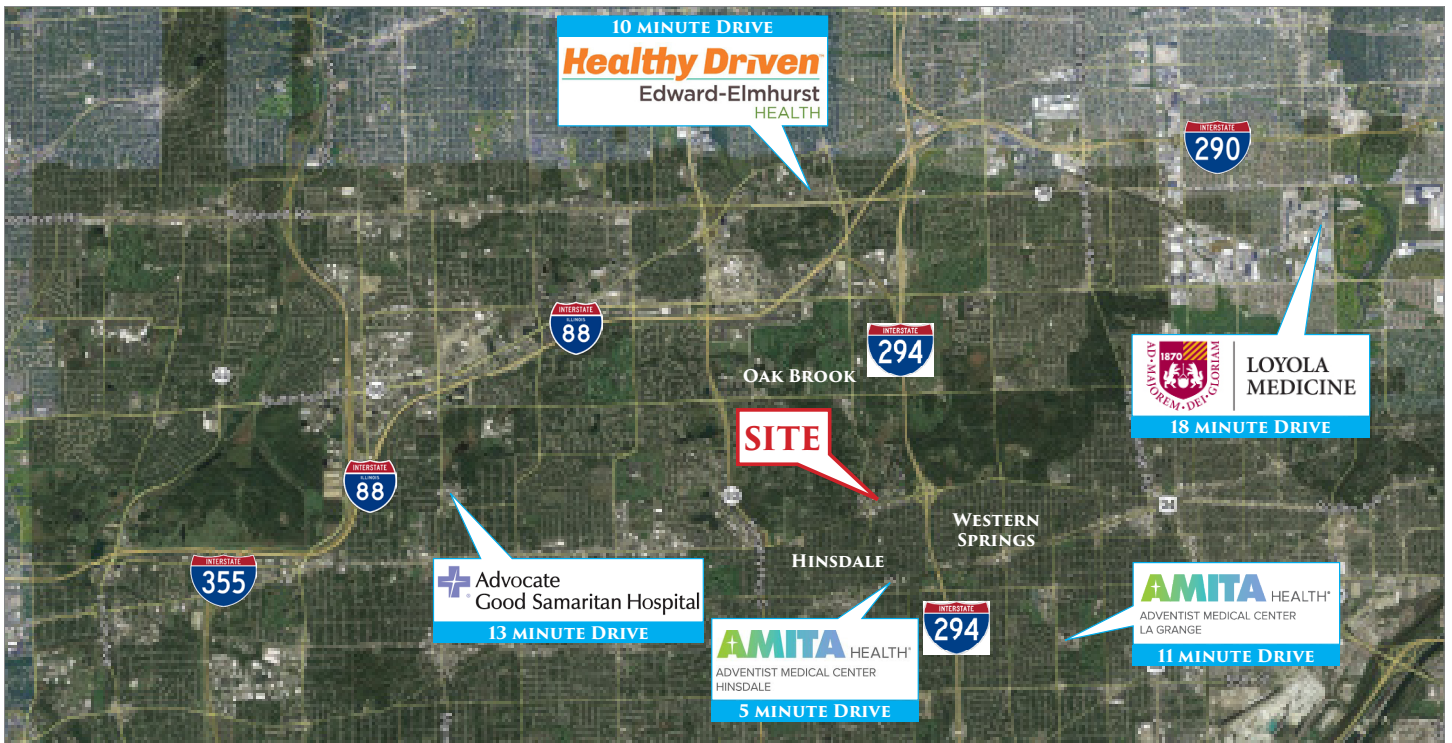 10 MINUTE DRIVE
Healthy Driven
Edward-Elmhurst
HEALTH
INTERSTATE
290
INTERSTATE
ILLINOIS
88
INTERSTATE
294
OAK BROOK
AD•MAJOREM•DEI•GLORIAM
1870
LOYOLA
MEDICINE
18 MINUTE DRIVE
SITE
INTERSTATE
ILLINOIS
88
WESTERN
SPRINGS
HINSDALE
INTERSTATE
355
Advocate
Good Samaritan Hospital
13 MINUTE DRIVE
AMITA HEALTH®
ADVENTIST MEDICAL CENTER
HINSDALE
5 MINUTE DRIVE
INTERSTATE
294
AMITA HEALTH®
ADVENTIST MEDICAL CENTER
LA GRANGE
11 MINUTE DRIVE